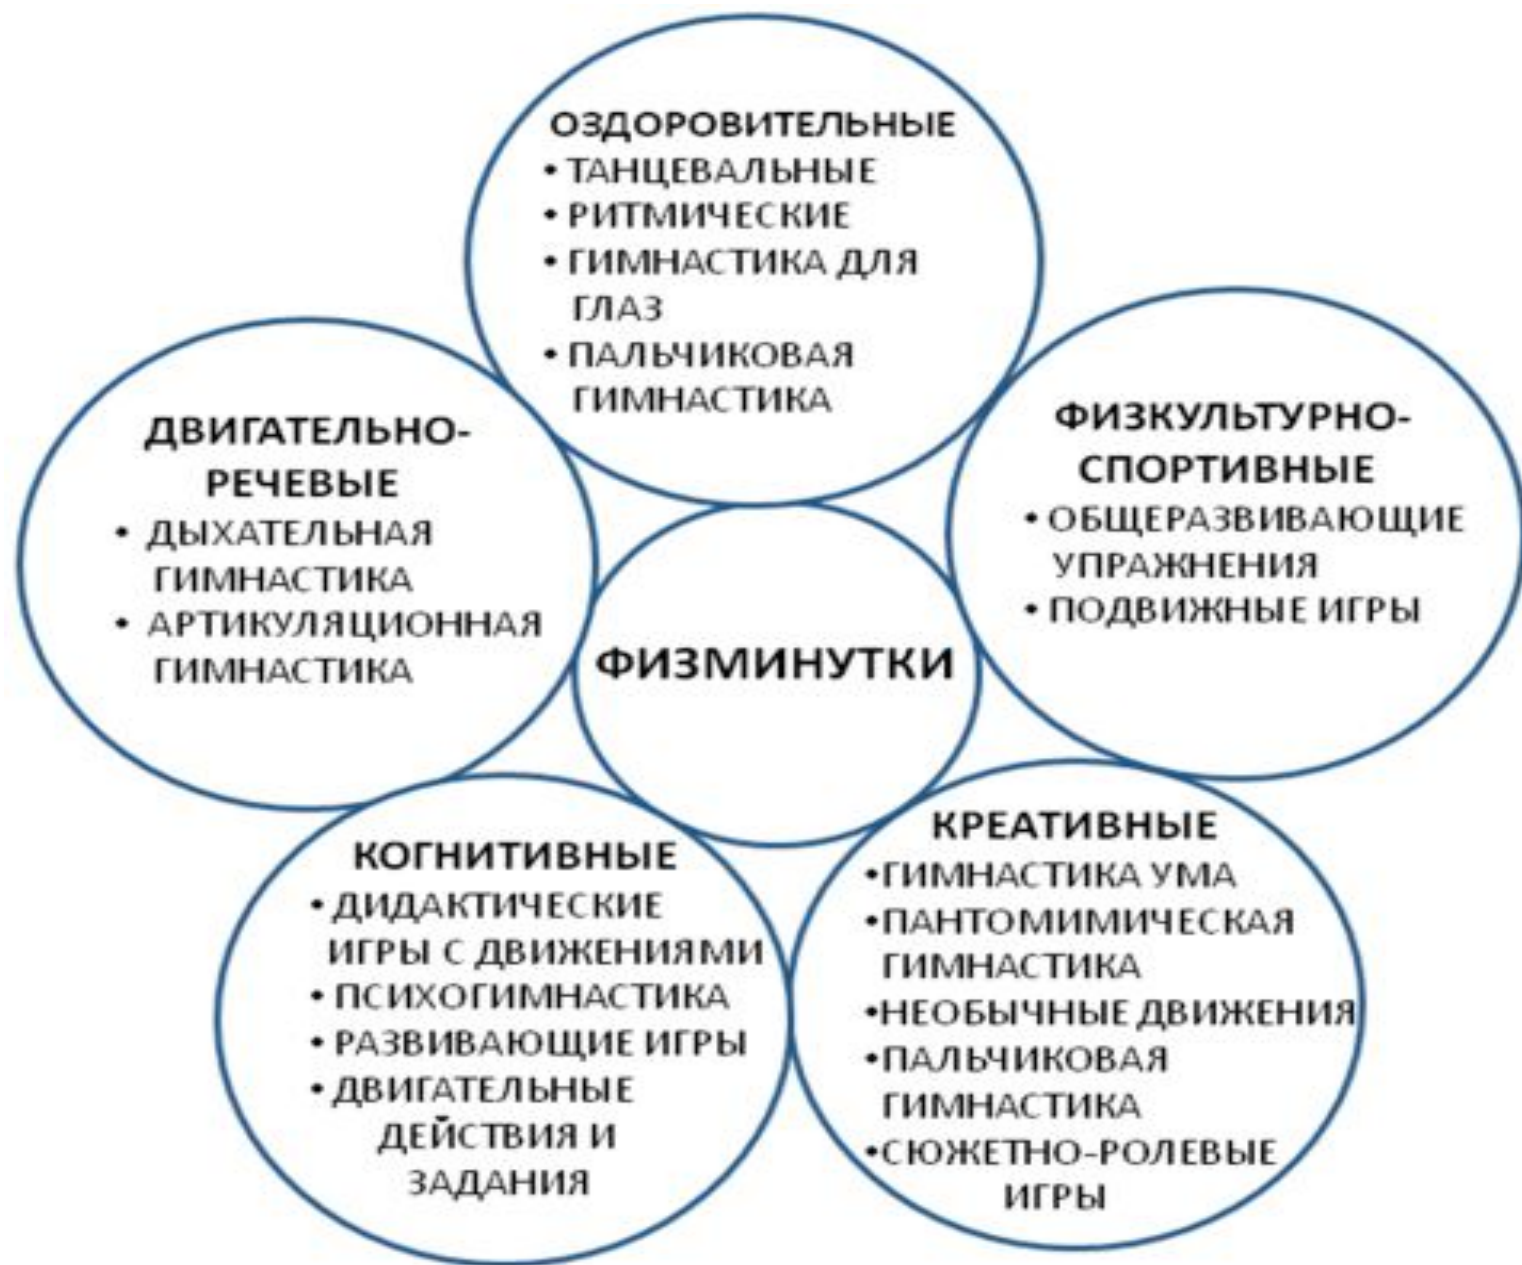 ОЗДОРОВИТЕЛЬНЫЕ
• ТАНЦЕВАЛЬНЫЕ
• РИТМИЧЕСКИЕ
• ГИМНАСТИКА ДЛЯ
ГЛАЗ
• ПАЛЬЧИКОВАЯ
ГИМНАСТИКА
ДВИГАТЕЛЬНО-
РЕЧЕВЫЕ
• ДЫХАТЕЛЬНАЯ
ГИМНАСТИКА
• АРТИКУЛЯЦИОННАЯ
ГИМНАСТИКА
ФИЗМИНУТКИ
ФИЗКУЛЬТУРНО-
СПОРТИВНЫЕ
• ОБЩЕРАЗВИВАЮЩИЕ
УПРАЖНЕНИЯ
• ПОДВИЖНЫЕ ИГРЫ
КОГНИТИВНЫЕ
• ДИДАКТИЧЕСКИЕ
ИГРЫ С ДВИЖЕНИЯМИ
• ПСИХОГИМНАСТИКА
• РАЗВИВАЮЩИЕ ИГРЫ
• ДВИГАТЕЛЬНЫЕ
ДЕЙСТВИЯ И
ЗАДАНИЯ
КРЕАТИВНЫЕ
•ГИМНАСТИКА УМА
•ПАНТОМИМИЧЕСКАЯ
ГИМНАСТИКА
•НЕОБЫЧНЫЕ ДВИЖЕНИЯ
•ПАЛЬЧИКОВАЯ
ГИМНАСТИКА
•СЮЖЕТНО-РОЛЕВЫЕ
ИГРЫ